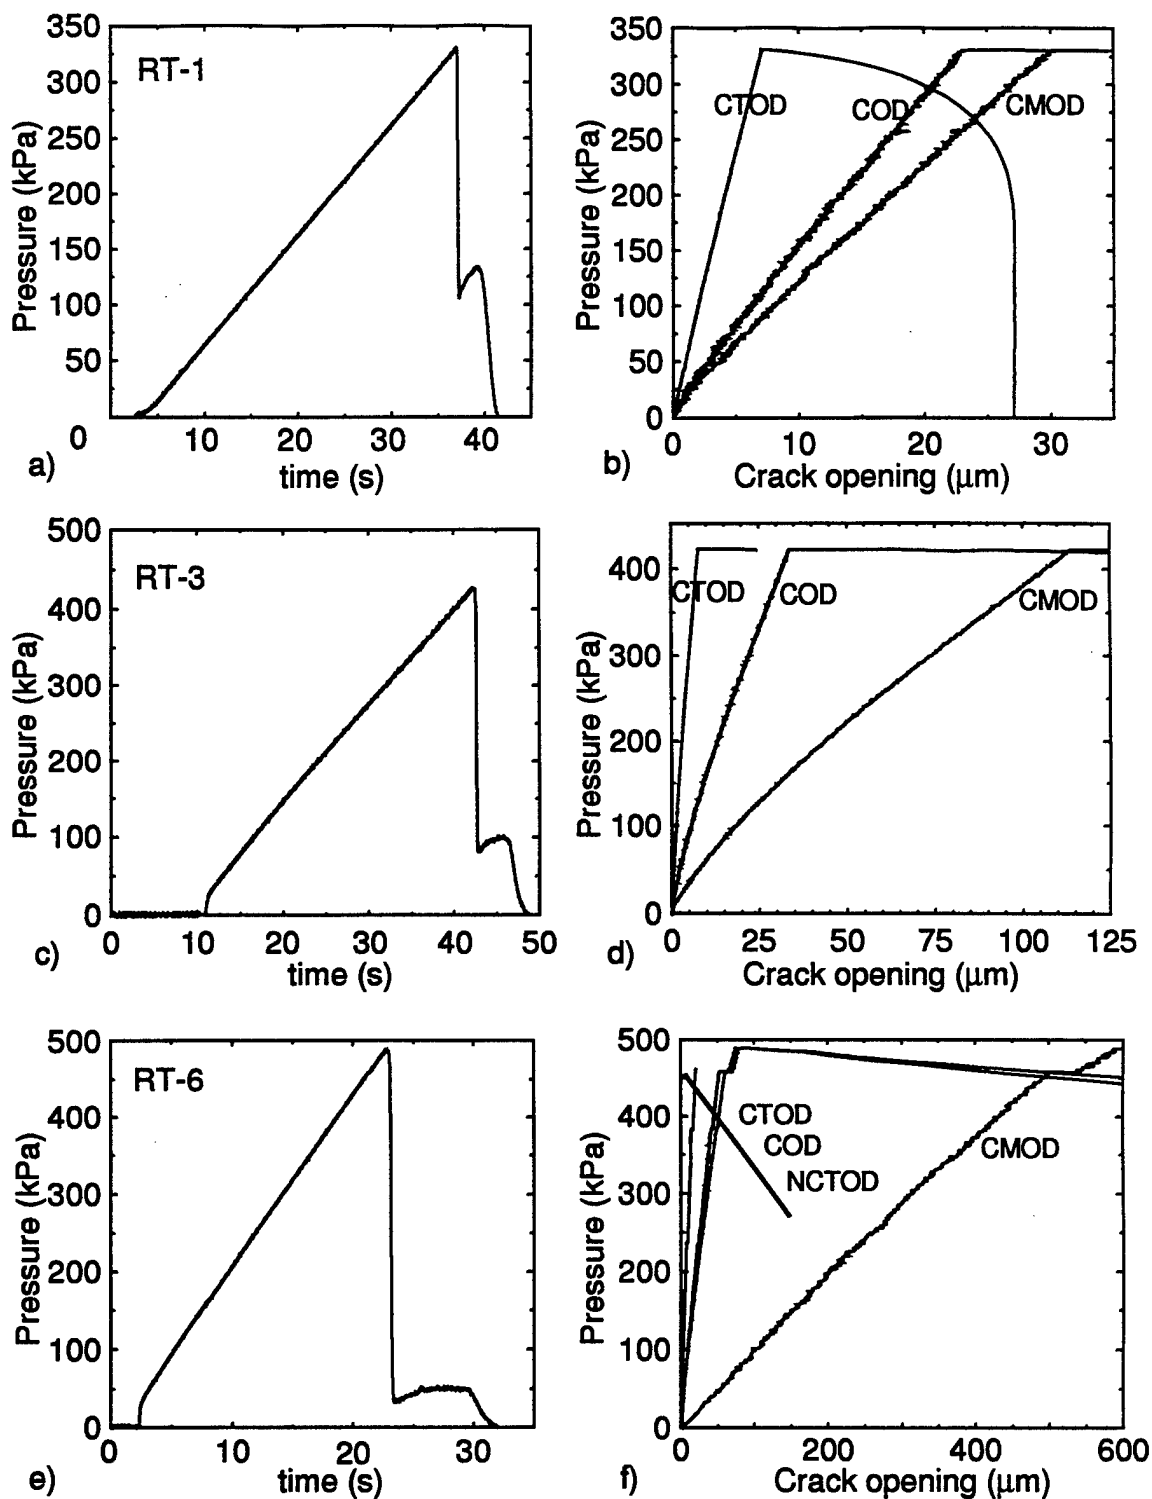 350
300
250
200
150
100
50
0
10
20
30
40
RT-1
Pressure (kPa)
time (s)
a)
350
300
250
200
150
100
50
0
0
10
20
30
CTOD
COD
CMOD
Pressure (kPa)
Crack opening (μm)
b)
500
400
300
200
100
0
0
10
20
30
40
50
RT-3
Pressure (kPa)
time (s)
c)
400
300
200
100
0
0
25
50
75
100
125
CTOD
COD
CMOD
Pressure (kPa)
Crack opening (μm)
d)
500
400
300
200
100
0
0
10
20
30
RT-6
Pressure (kPa)
time (s)
e)
500
400
300
200
100
0
0
200
400
600
CTOD
COD
NCTOD
CMOD
Pressure (kPa)
Crack opening (μm)
f)